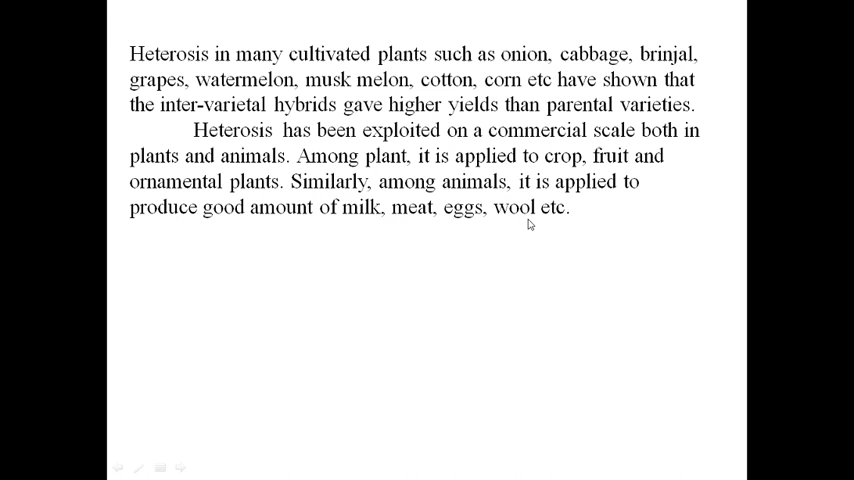 Heterosis in many cultivated plants such as onion, cabbage, brinjal,
grapes, watermelon, musk melon, cotton, corn etc have shown that
the inter-varietal hybrids gave higher yields than parental varieties.
Heterosis has been exploited on a commercial scale both in
plants and animals. Among plant, it is applied to crop, fruit and
ornamental plants. Similarly, among animals, it is applied to
produce good amount of milk, meat, eggs, wool etc.